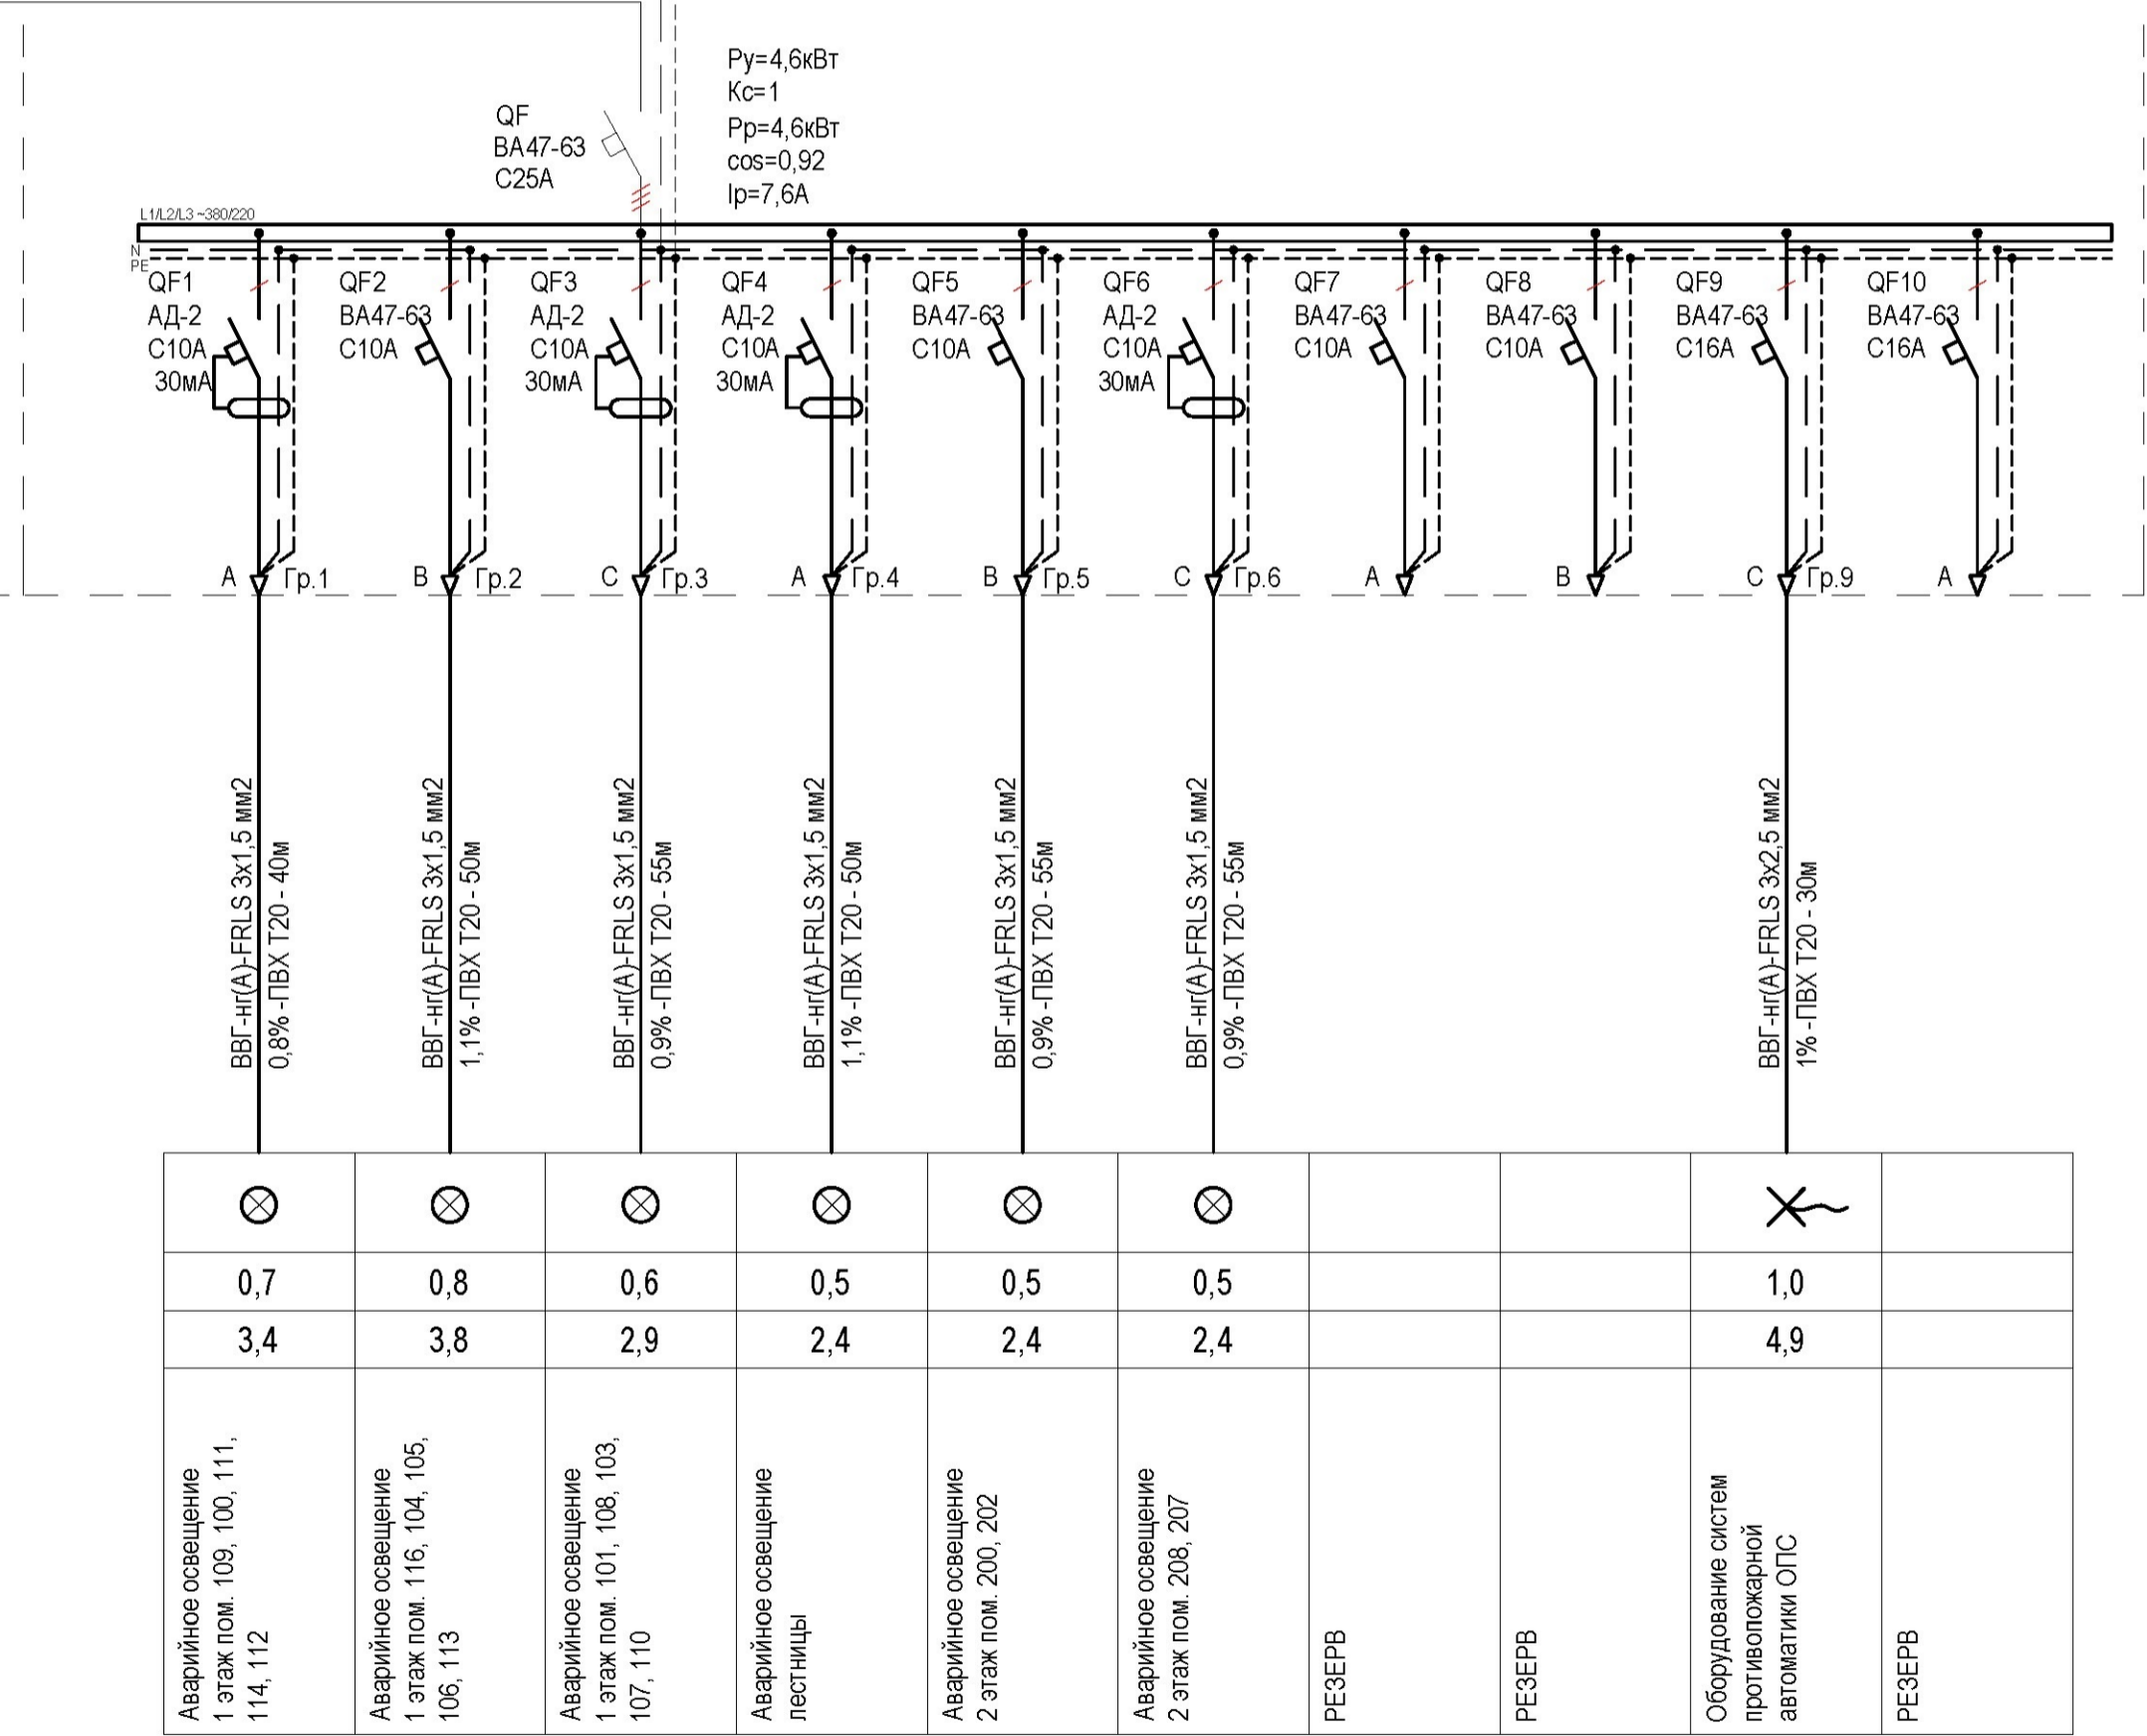 Ру=4,6кВт
Кс=1
Рр=4,6кВт
cos=0,92
Iр=7,6А
QF
ВА47-63
С25А
L1/L2/L3 ~380/220
N
PE
QF1
АД-2
С10А
30мА
QF2
ВА47-63
С10А
QF3
АД-2
С10А
30мА
QF4
АД-2
С10А
30мА
QF5
ВА47-63
С10А
QF6
АД-2
С10А
30мА
QF7
ВА47-63
С10А
QF8
ВА47-63
С10А
QF9
ВА47-63
С16А
QF10
ВА47-63
С16А
А Гр.1
В Гр.2
С Гр.3
А Гр.4
В Гр.5
С Гр.6
А
В
С Гр.9
А
ВВГ-нг(А)-FRLS 3х1,5 мм2
0,8% -ПВХ Т20 - 40м
ВВГ-нг(А)-FRLS 3х1,5 мм2
1,1% -ПВХ Т20 - 50м
ВВГ-нг(А)-FRLS 3х1,5 мм2
0,9% -ПВХ Т20 - 55м
ВВГ-нг(А)-FRLS 3х1,5 мм2
1,1% -ПВХ Т20 - 50м
ВВГ-нг(А)-FRLS 3х1,5 мм2
0,9% -ПВХ Т20 - 55м
ВВГ-нг(А)-FRLS 3х1,5 мм2
0,9% -ПВХ Т20 - 55м
ВВГ-нг(А)-FRLS 3х2,5 мм2
1% -ПВХ Т20 - 30м
0,7 0,8 0,6 0,5 0,5 0,5 1,0
3,4 3,8 2,9 2,4 2,4 2,4 4,9
Аварийное освещение
1 этаж пом. 109, 100, 111,
114, 112
Аварийное освещение
1 этаж пом. 116, 104, 105,
106, 113
Аварийное освещение
1 этаж пом. 101, 108, 103,
107, 110
Аварийное освещение
лестницы
Аварийное освещение
2 этаж пом. 200, 202
Аварийное освещение
2 этаж пом. 208, 207
РЕЗЕРВ
РЕЗЕРВ
Оборудование систем
противопожарной
автоматики ОПС
РЕЗЕРВ